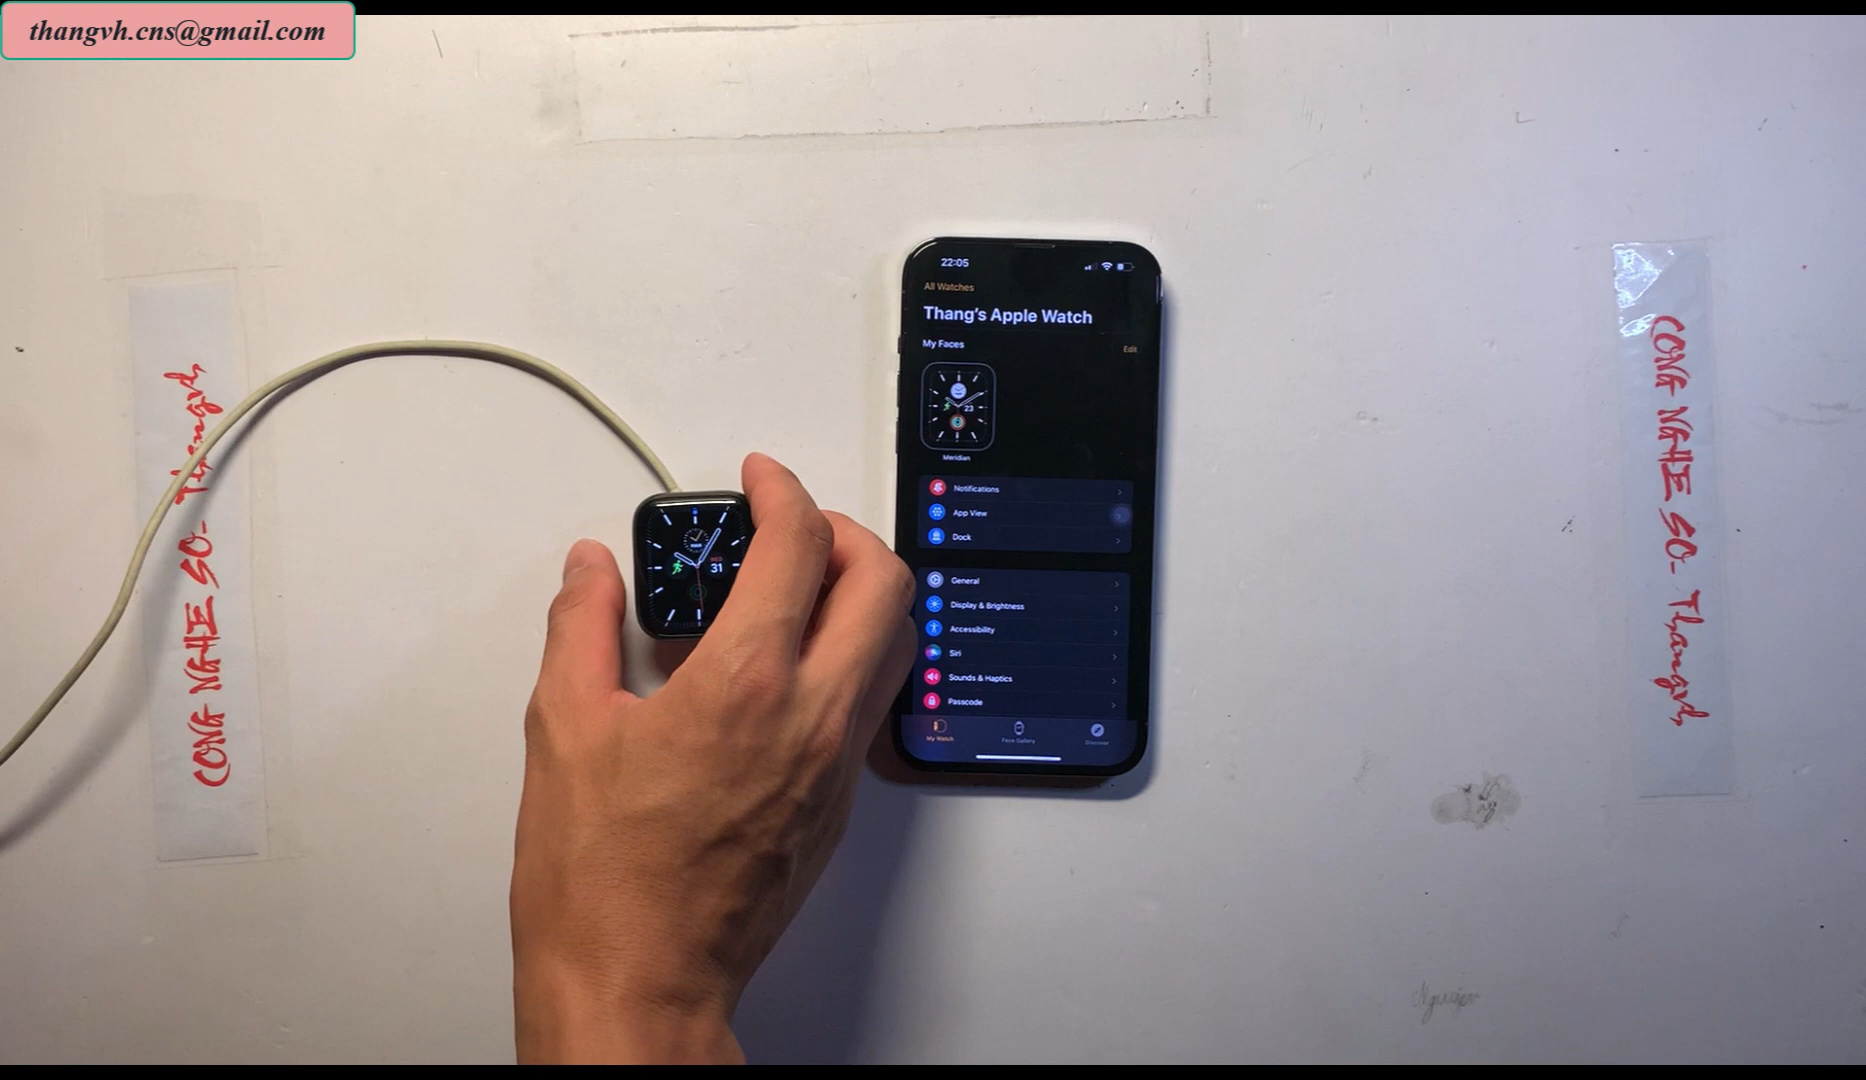 thangvh.cns@gmail.com
22:05
All Watches
Thang's Apple Watch
My Faces
Edit
23
Meridian
Notifications
App View
Dock
General
Display & Brightness
Accessibility
Siri
Sounds & Haptics
Passcode
My Watch
Face Gallery
Discover
31
CONG NGHE SO- Thangvh
CONG NGHE SO- Thangvh
Nguyen